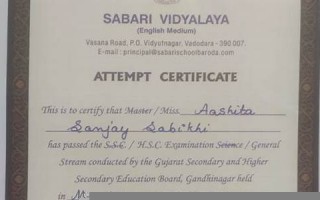 SABARI VIDYALAYA
(English Medium)
Vasana Road, P.O. Vidyutnagar, Vadodara - 390 007.
E-mail : principal@sabarischoolbaroda.com
ATTEMPT CERTIFICATE
This is to certify that Master / Miss. Aashita
Sanjay
has passed the S.S.C. / H.S.C. Examination Science / General
Stream conducted by the Gujarat Secondary and Higher
Secondary Education Board, Gandhinagar held
in